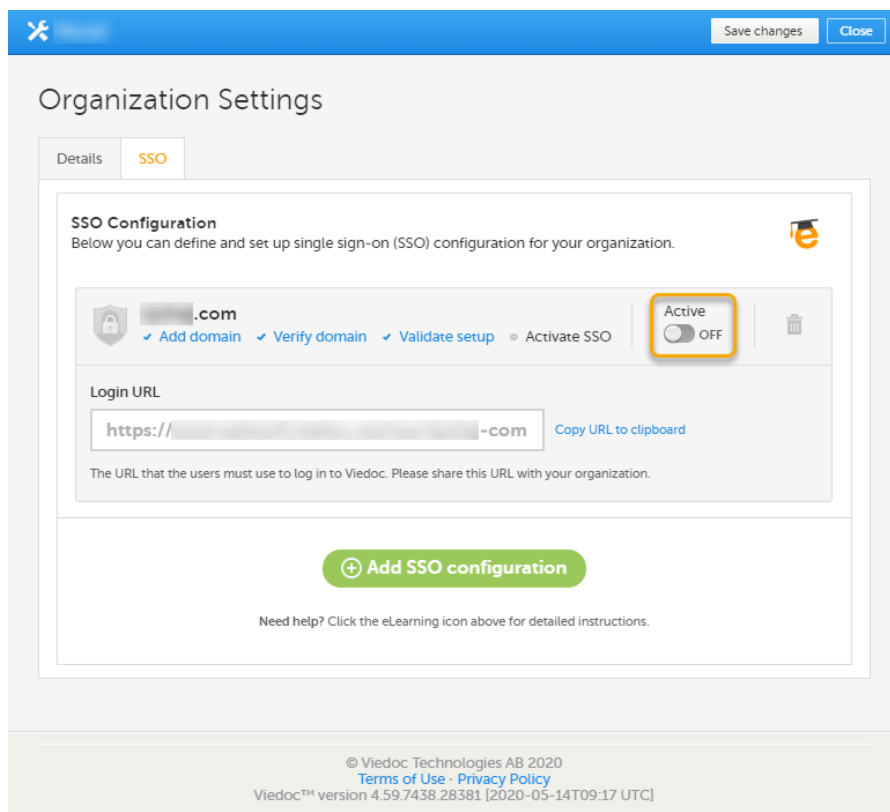 Save changes
Close
Organization Settings
Details
SSO
SSO Configuration
Below you can define and set up single sign-on (SSO) configuration for your organization.
e
.com
Add domain
Verify domain
Validate setup
Activate SSO
Active
OFF
Login URL
https://
-com
Copy URL to clipboard
The URL that the users must use to log in to Viedoc. Please share this URL with your organization.
Add SSO configuration
Need help? Click the eLearning icon above for detailed instructions.
© Viedoc Technologies AB 2020
Terms of Use · Privacy Policy
Viedoc™ version 4.59.7438.28381 [2020-05-14T09:17 UTC]